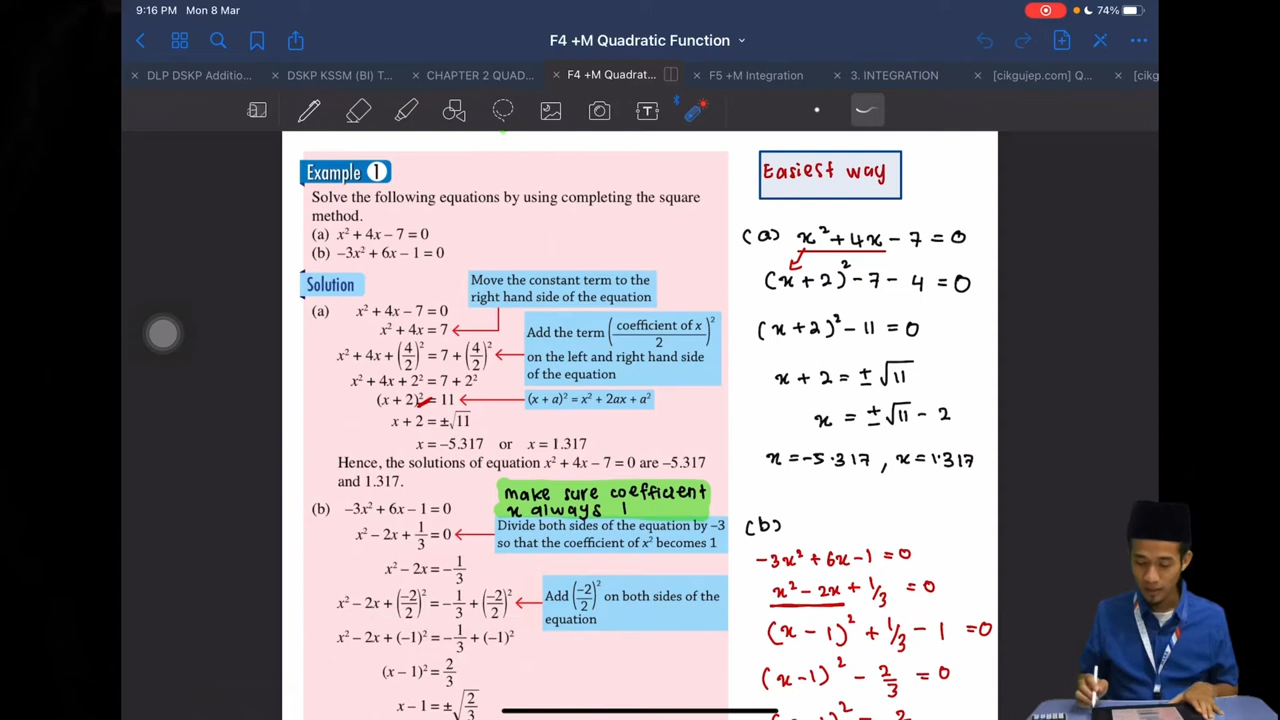 9:16 PM Mon 8 Mar
74%
F4 +M Quadratic Function
DLP DSKP Additio...
DSKP KSSM (BI) T...
CHAPTER 2 QUAD...
F4 +M Quadrat...
F5 +M Integration
3. INTEGRATION
[cikgujep.com] Q...
[cikg
Example 1
Solve the following equations by using completing the square
method.
(a) x² + 4x – 7 = 0
(b) –3x² + 6x – 1 = 0
Solution
Move the constant term to the
right hand side of the equation
(a) x² + 4x – 7 = 0
x² + 4x = 7
Add the term (coefficient of x / 2)²
on the left and right hand side
of the equation
x² + 4x + (4/2)² = 7 + (4/2)²
x² + 4x + 2² = 7 + 2²
(x + 2)² = 11
(x + a)² = x² + 2ax + a²
x + 2 = ±√11
x = –5.317 or x = 1.317
Hence, the solutions of equation x² + 4x – 7 = 0 are –5.317
and 1.317.
make sure coefficient
x always 1
(b) –3x² + 6x – 1 = 0
Divide both sides of the equation by –3
so that the coefficient of x² becomes 1
x² – 2x + 1/3 = 0
x² – 2x = –1/3
x² – 2x + (–2/2)² = –1/3 + (–2/2)²
Add (–2/2)² on both sides of the
equation
x² – 2x + (–1)² = –1/3 + (–1)²
(x – 1)² = 2/3
x – 1 = ±√(2/3)
Easiest way
(a) x² + 4x - 7 = 0
(x + 2)² - 7 - 4 = 0
(x + 2)² - 11 = 0
x + 2 = ±√11
x = ±√11 - 2
x = -5.317, x = 1.317
(b)
-3x² + 6x - 1 = 0
x² - 2x + 1/3 = 0
(x - 1)² + 1/3 - 1 = 0
(x - 1)² - 2/3 = 0